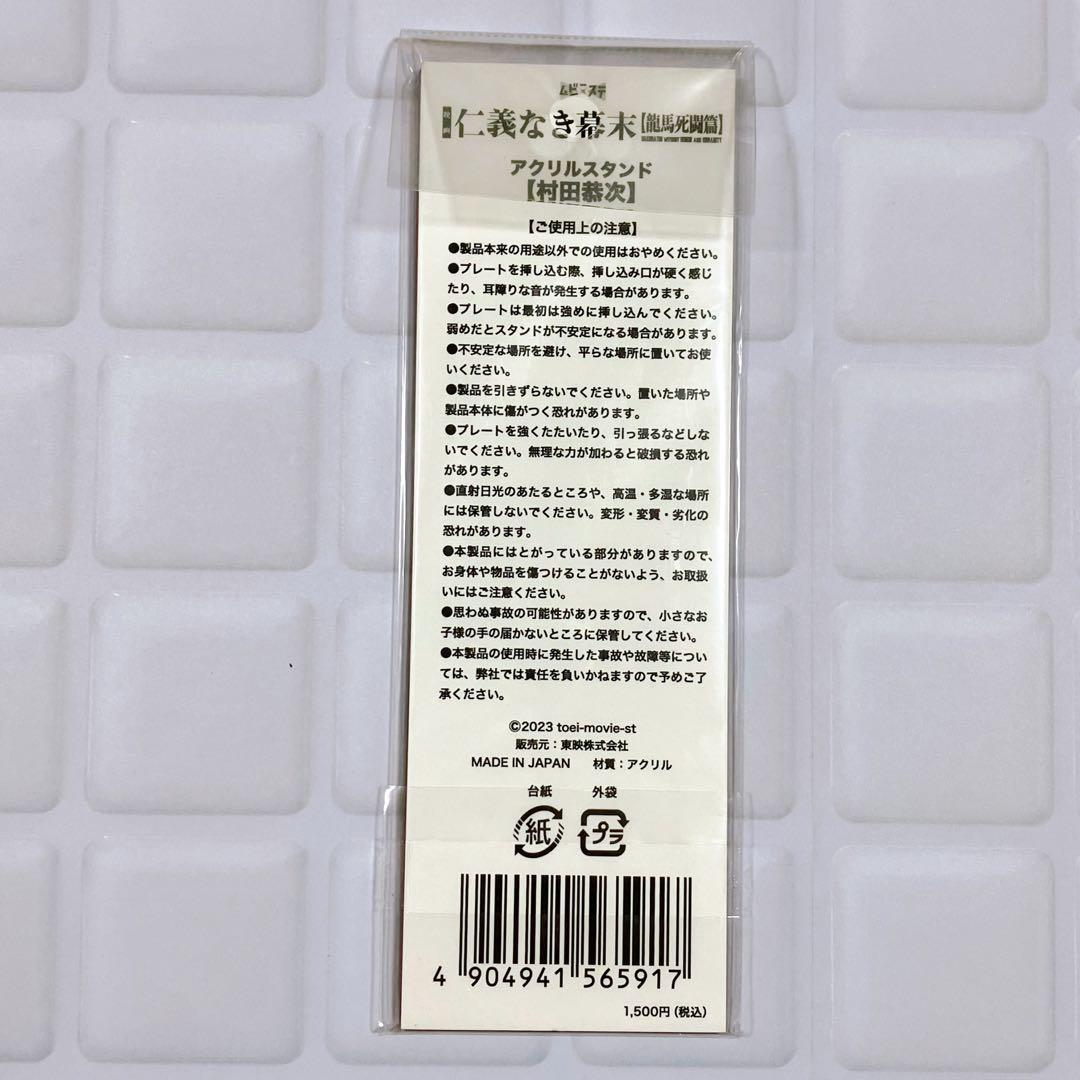 ムビ×ステ
映画 仁義なき幕末【龍馬死闘篇】
アクリルスタンド
【村田恭次】
【ご使用上の注意】
●製品本来の用途以外での使用はおやめください。
●プレートを挿し込む際、挿し込み口が硬く感じ
たり、耳障りな音が発生する場合があります。
●プレートは最初は強めに挿し込んでください。
弱めだとスタンドが不安定になる場合があります。
●不安定な場所を避け、平らな場所に置いてお使
いください。
●製品を引きずらないでください。置いた場所や
製品本体に傷がつく恐れがあります。
●プレートを強くたたいたり、引っ張るなどしな
いでください。無理な力が加わると破損する恐れ
があります。
●直射日光のあたるところや、高温・多湿な場所
には保管しないでください。変形・変質・劣化の
恐れがあります。
●本製品にはとがっている部分がありますので、
お身体や物品を傷つけることがないよう、お取扱
いにはご注意ください。
●思わぬ事故の可能性がありますので、小さなお
子様の手の届かないところに保管してください。
●本製品の使用時に発生した事故や故障等につい
ては、弊社では責任を負いかねますので予めご了
承ください。
©2023 toei-movie-st
販売元：東映株式会社
MADE IN JAPAN 材質：アクリル
台紙 外袋
紙 プラ
4 904941 565917
1,500円（税込）